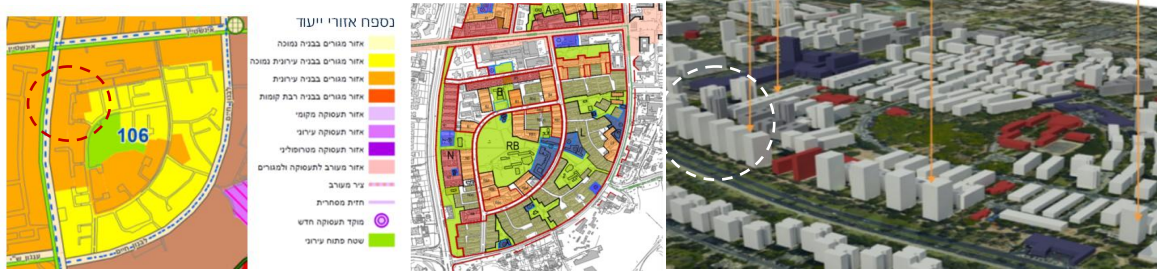 איינשטיין
איינשטיין
106
נספח אזורי ייעוד
אזור מגורים בבניה נמוכה
אזור מגורים בבניה עירונית נמוכה
אזור מגורים בבניה עירונית
אזור מגורים בבניה רבת קומות
אזור תעסוקה מקומי
אזור תעסוקה עירוני
אזור תעסוקה מטרופוליני
אזור מעורב לתעסוקה ולמגורים
ציר מעורב
חזית מסחרית
מוקד תעסוקה חדש
שטח פתוח עירוני
A
B
N
RB